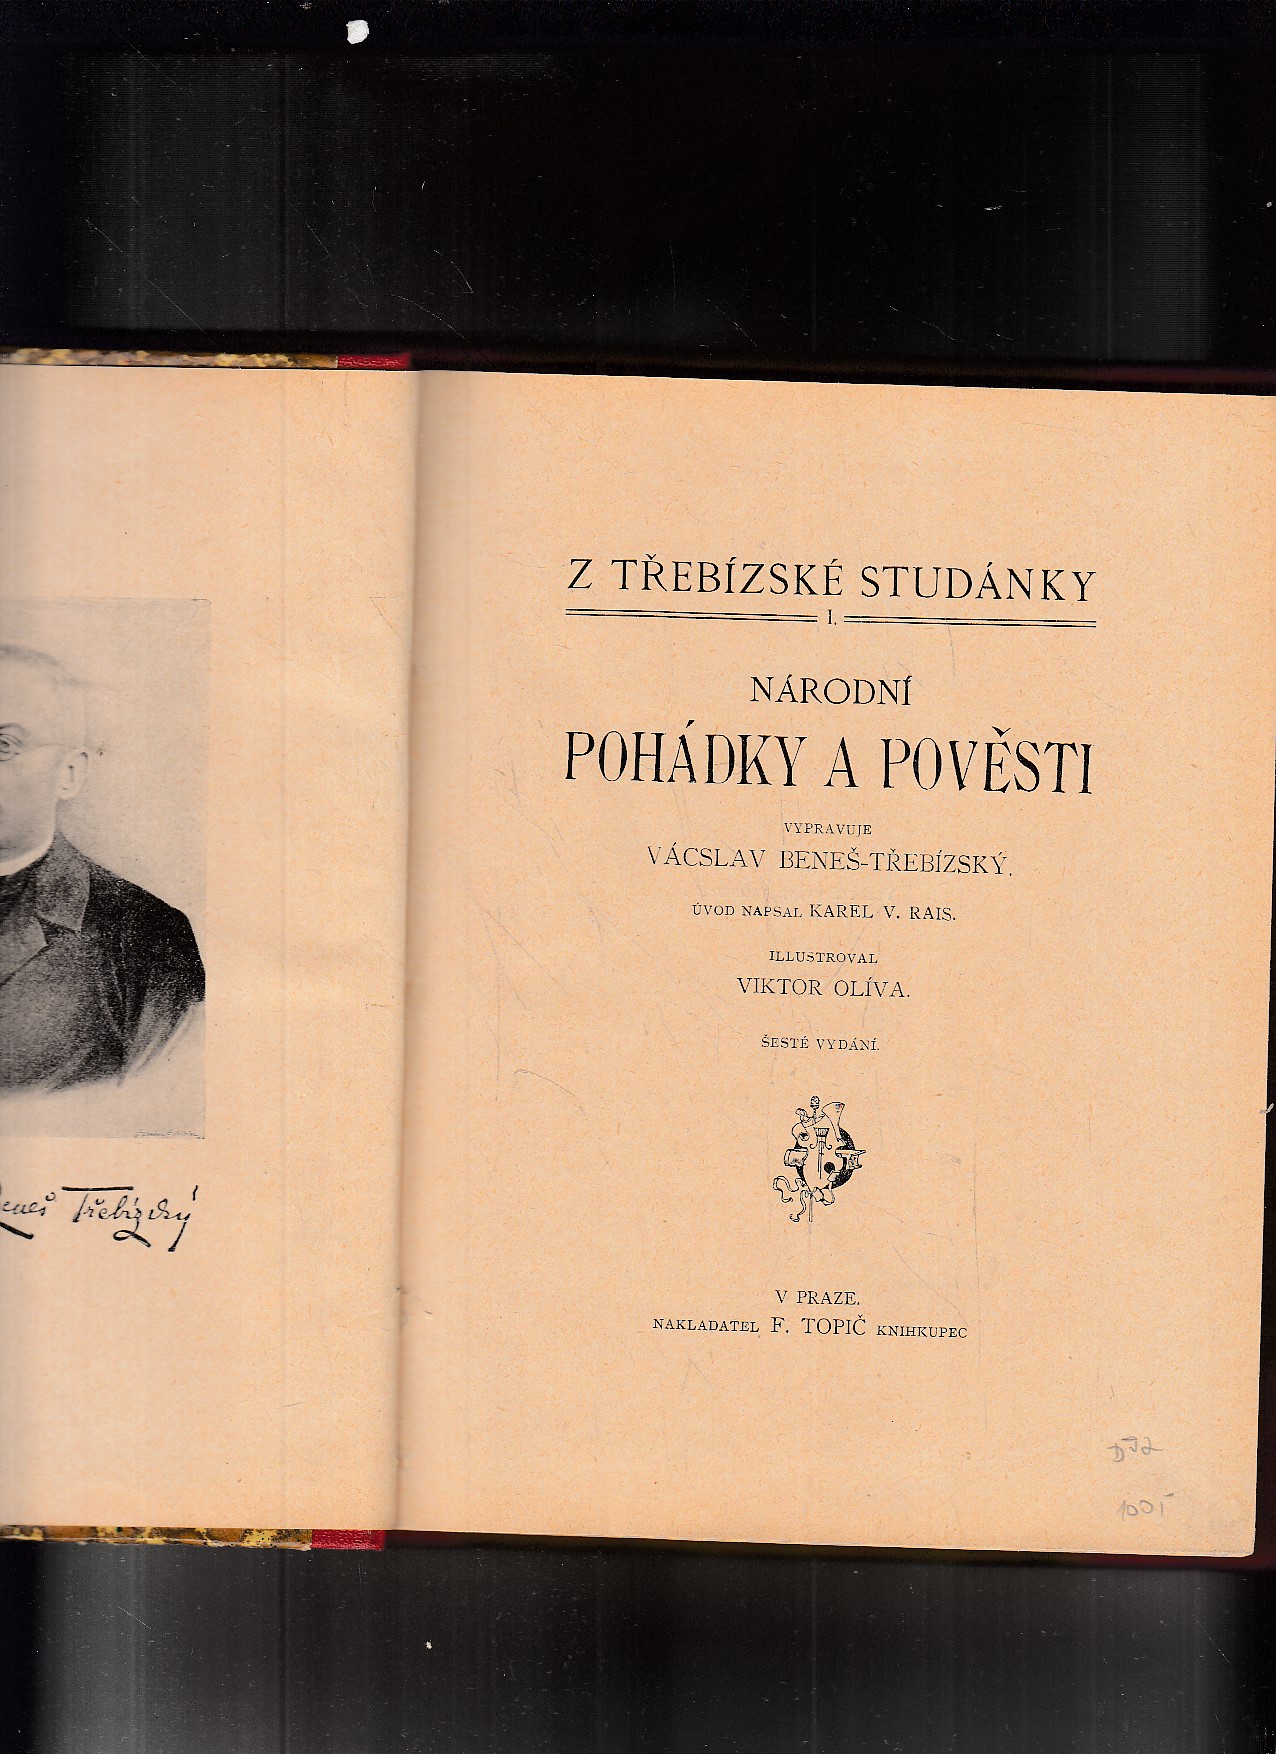 Beneš Třebízský
Z TŘEBÍZSKÉ STUDÁNKY
I.
NÁRODNÍ
POHÁDKY A POVĚSTI
VYPRAVUJE
VÁCSLAV BENEŠ-TŘEBÍZSKÝ.
ÚVOD NAPSAL KAREL V. RAIS.
ILLUSTROVAL
VIKTOR OLÍVA.
ŠESTÉ VYDÁNÍ.
V PRAZE.
NAKLADATEL F. TOPIČ KNIHKUPEC